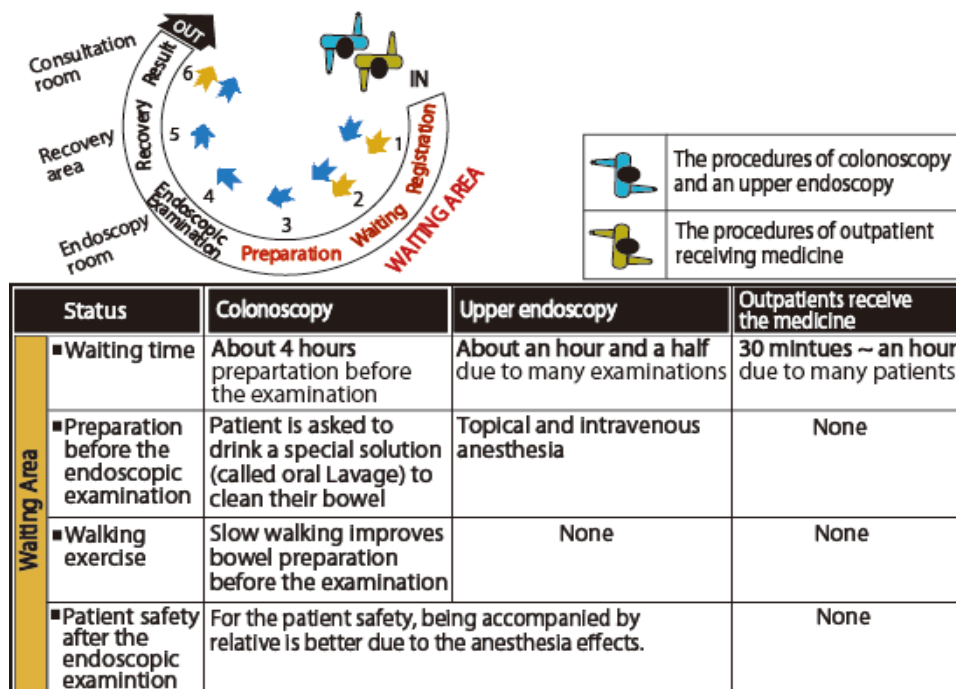 OUT
IN
Consultation
room
Recovery
area
Endoscopy
room
6
Result
5
Recovery
4
Endoscopic
Examination
3
Preparation
2
Waiting
1
Registration
WAITING AREA
The procedures of colonoscopy
and an upper endoscopy
The procedures of outpatient
receiving medicine
Status
Colonoscopy
Upper endoscopy
Outpatients receive
the medicine
Waiting Area
■Waiting time
About 4 hours
prepartation before
the examination
About an hour and a half
due to many examinations
30 mintues ~ an hour
due to many patients
■Preparation
before the
endoscopic
examination
Patient is asked to
drink a special solution
(called oral Lavage) to
clean their bowel
Topical and intravenous
anesthesia
None
■Walking
exercise
Slow walking improves
bowel preparation
before the examination
None
None
■Patient safety
after the
endoscopic
examintion
For the patient safety, being accompanied by
relative is better due to the anesthesia effects.
None